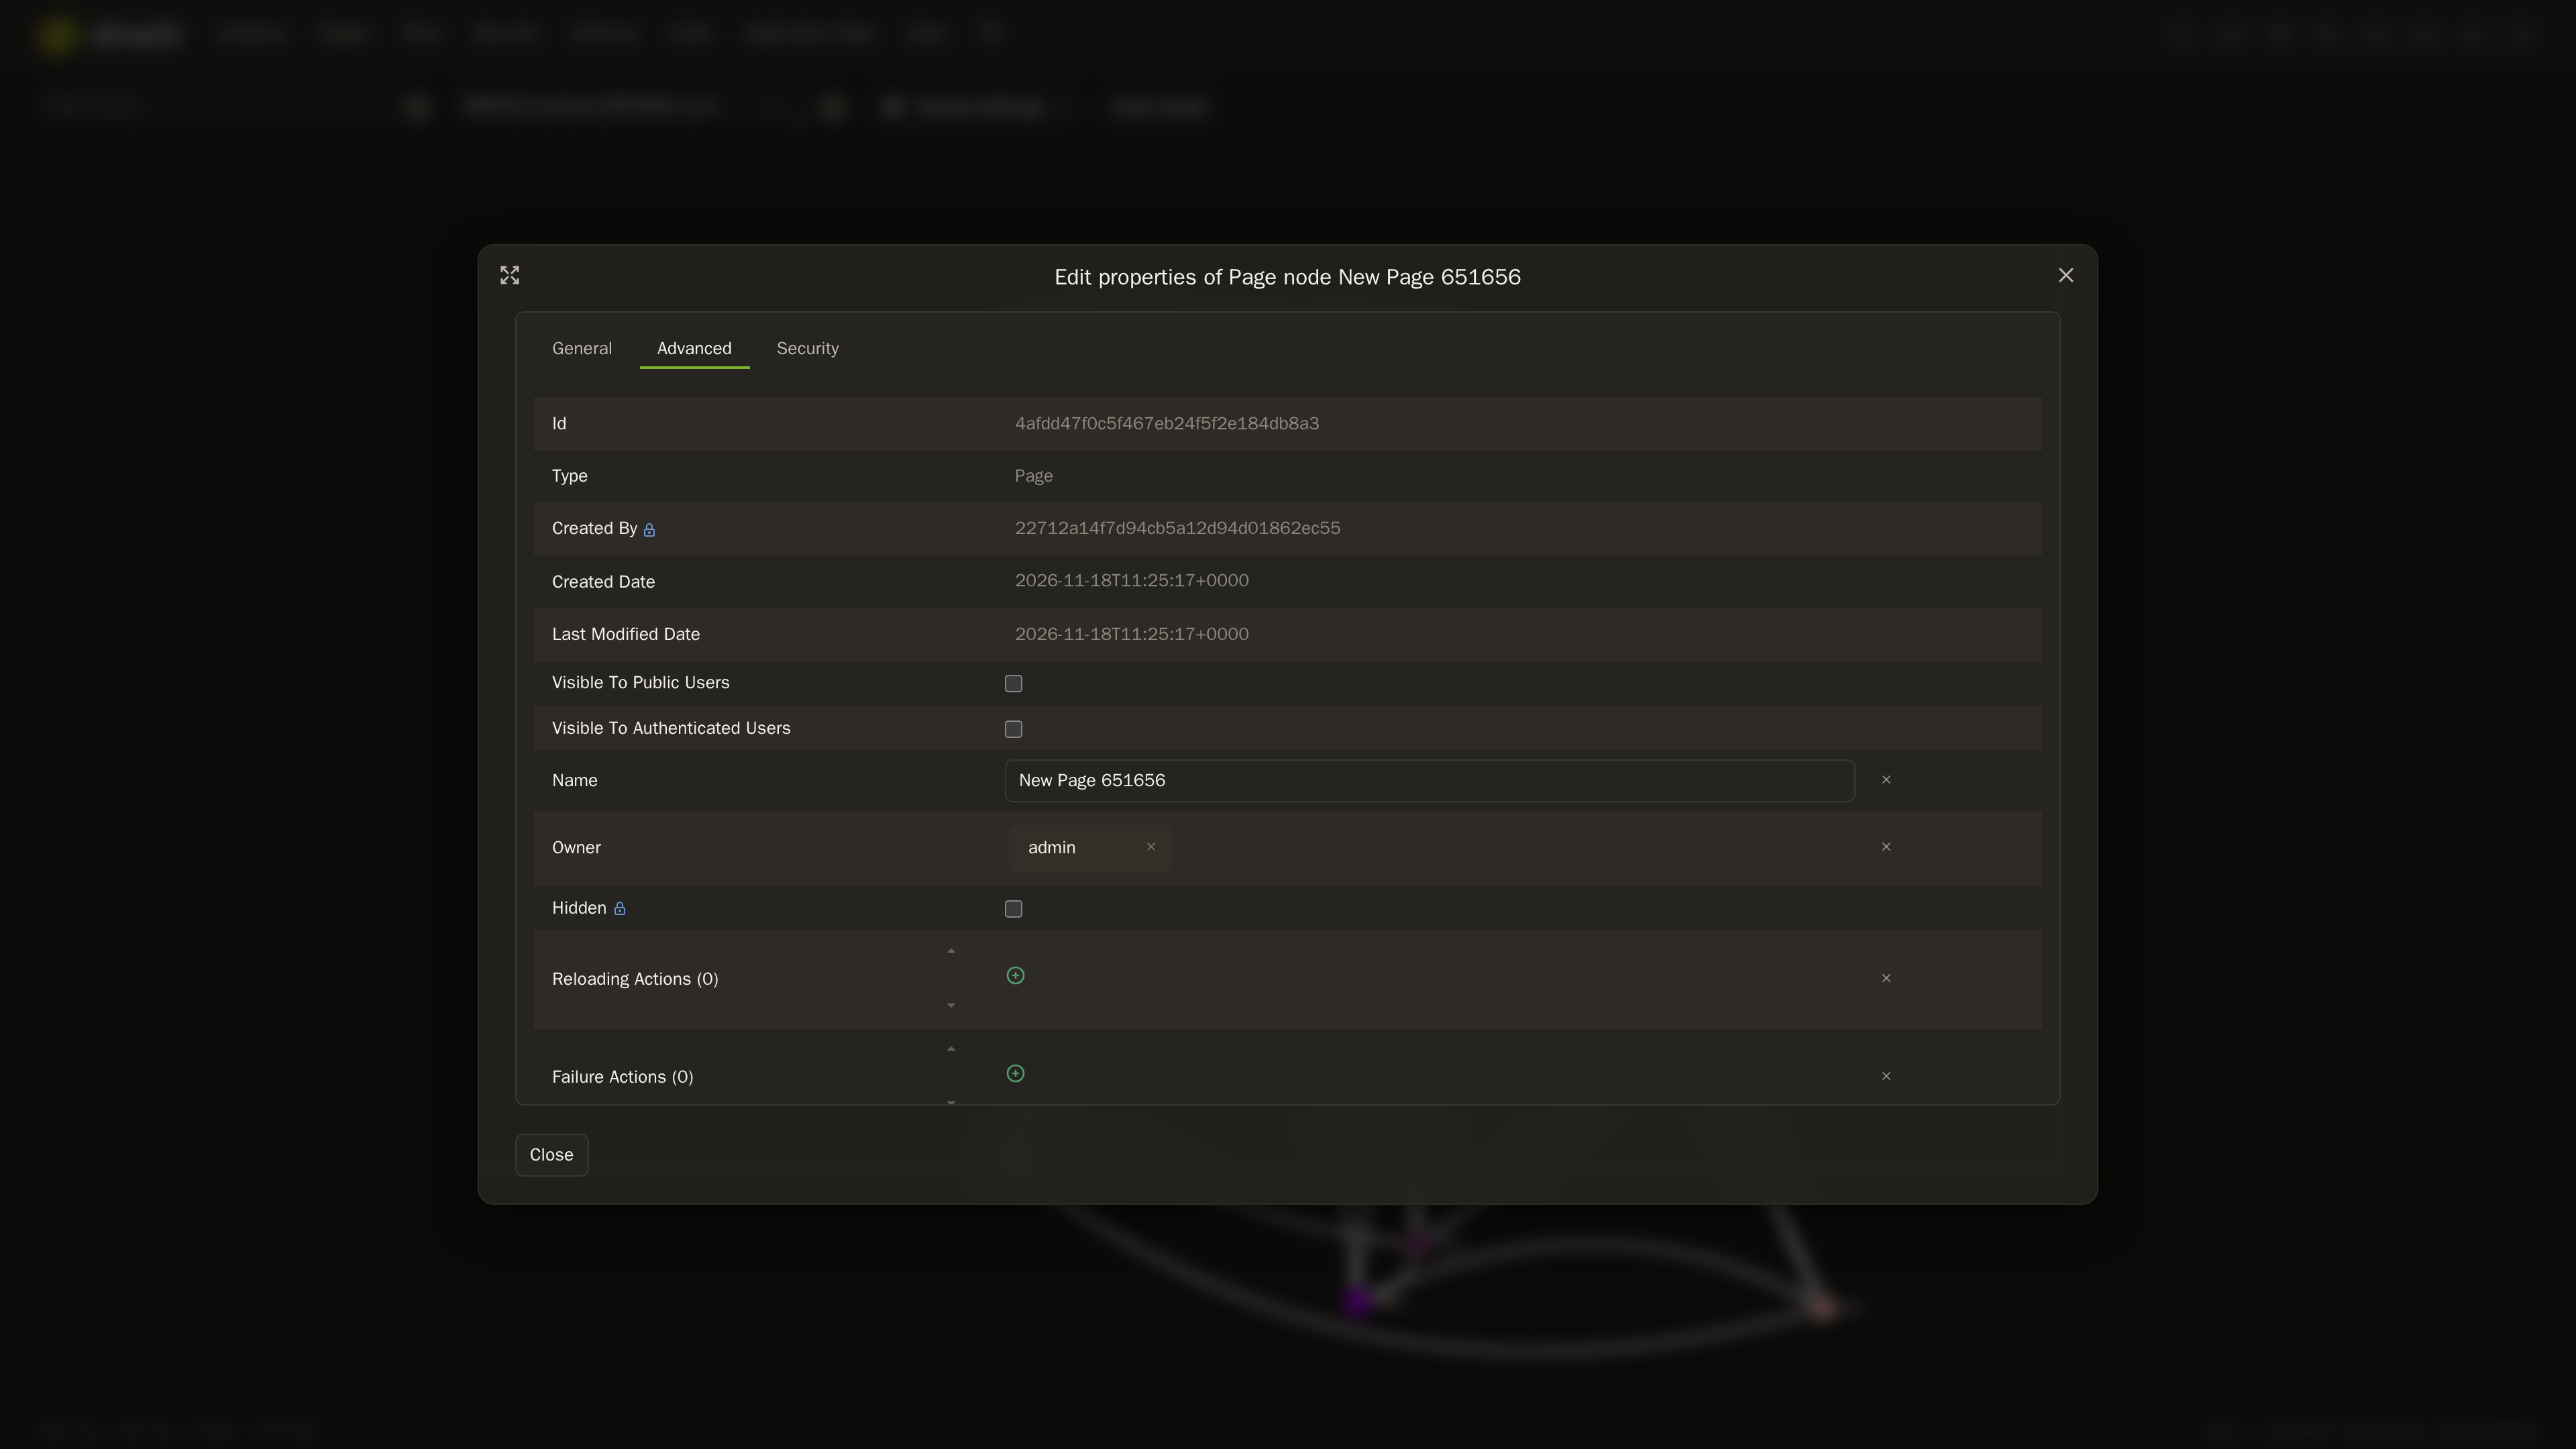 Edit properties of Page node New Page 651656
General Advanced Security
Id 4afdd47f0c5f467eb24f5f2e184db8a3
Type Page
Created By 22712a14f7d94cb5a12d94d01862ec55
Created Date 2026-11-18T11:25:17+0000
Last Modified Date 2026-11-18T11:25:17+0000
Visible To Public Users
Visible To Authenticated Users
Name New Page 651656
Owner admin
Hidden
Reloading Actions (0)
Failure Actions (0)
Close